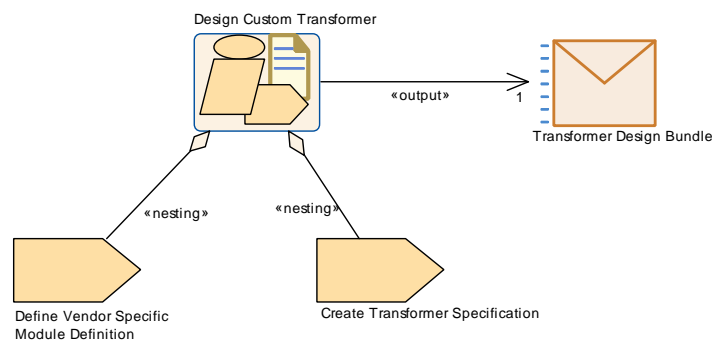 Design Custom Transformer
«output»
1
Transformer Design Bundle
«nesting»
«nesting»
Define Vendor Specific
Module Definition
Create Transformer Specification